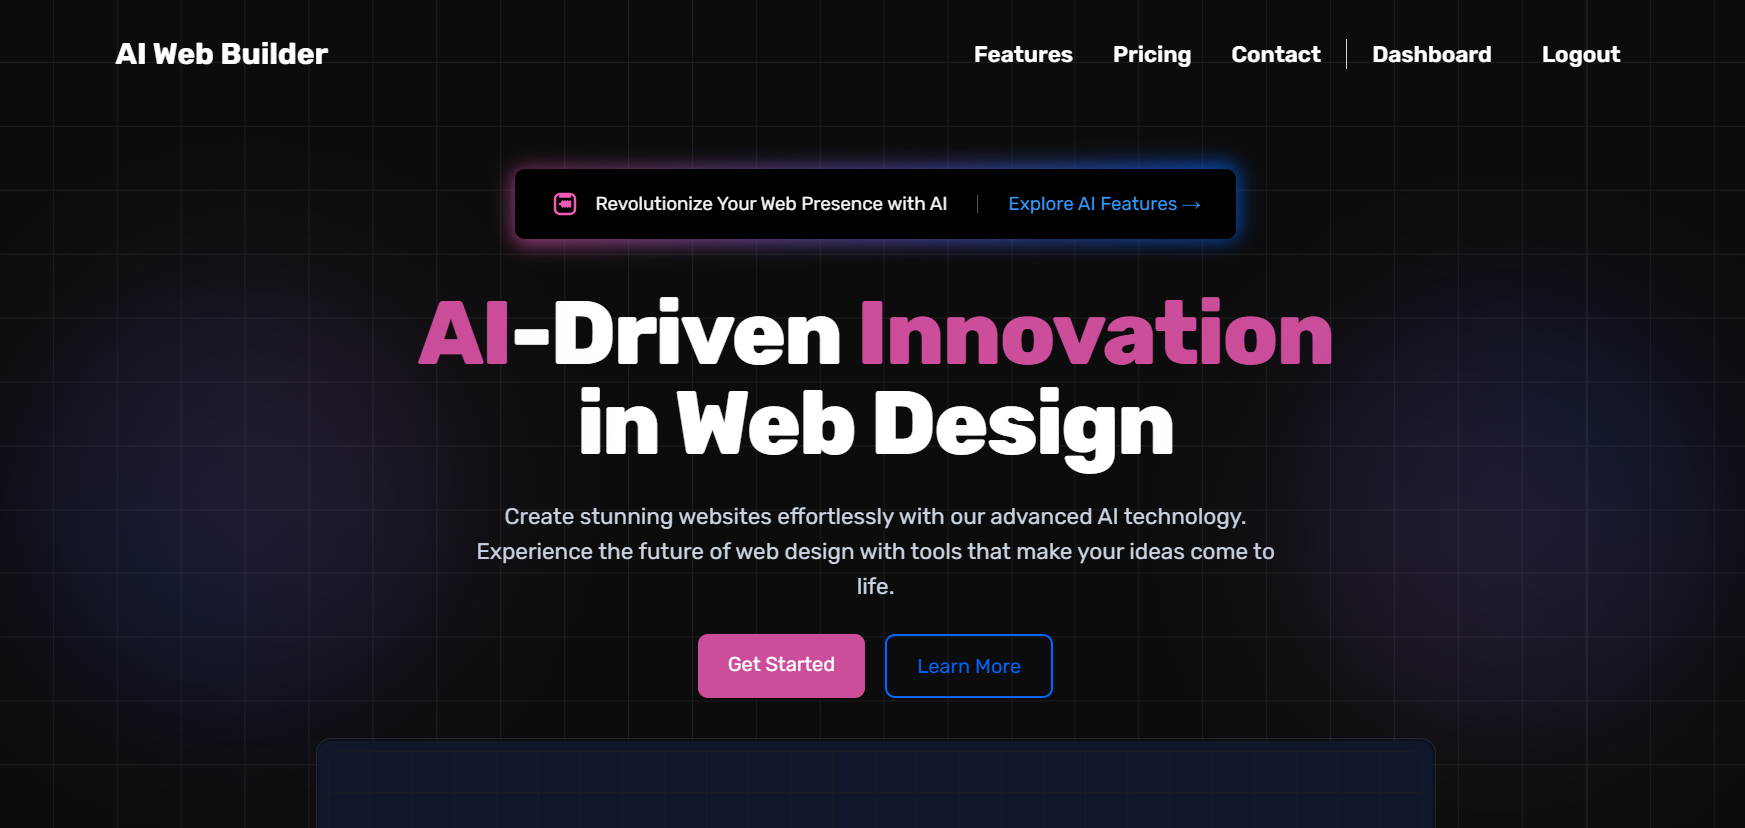 AI Web Builder
Features Pricing Contact Dashboard Logout
Revolutionize Your Web Presence with AI Explore AI Features →
AI-Driven Innovation
in Web Design
Create stunning websites effortlessly with our advanced AI technology.
Experience the future of web design with tools that make your ideas come to
life.
Get Started Learn More